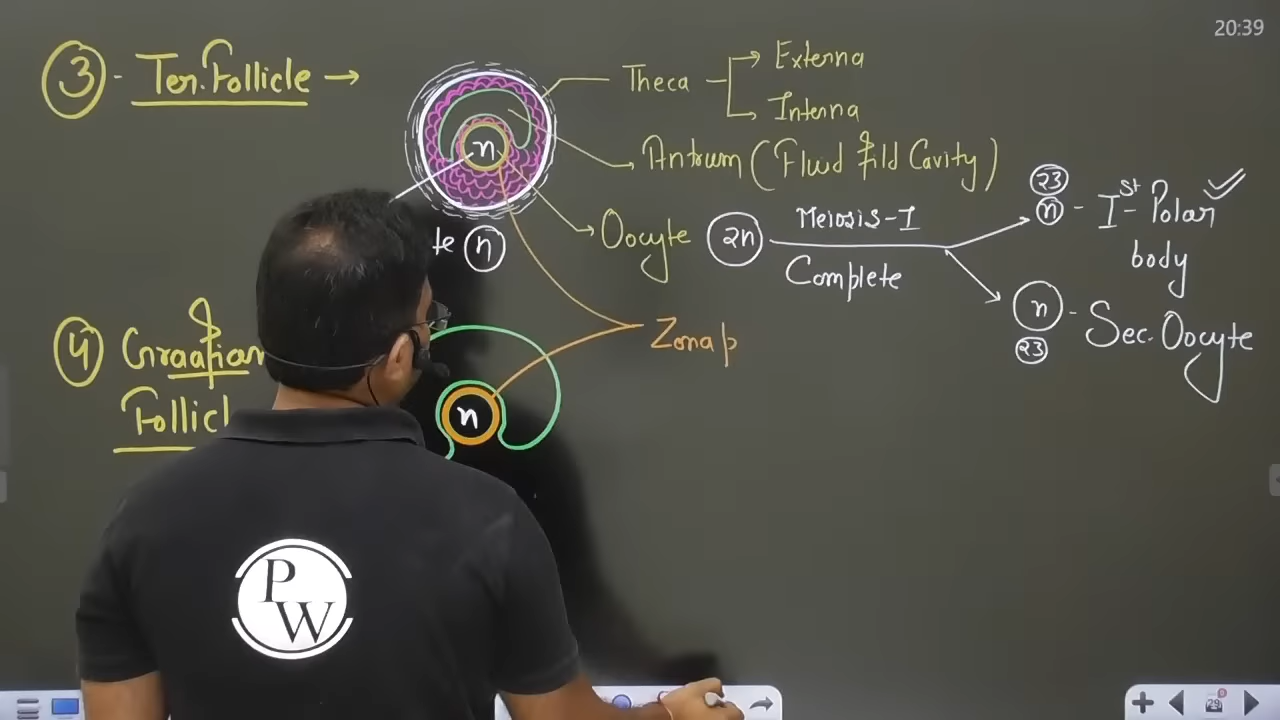 20:39
3 - Ter. Follicle →
n
Theca
Externa
Interna
Antrum (Fluid fild Cavity)
Oocyte 2n
Meiosis-I
Complete
23
n - Ist Polar
body
n - Sec. Oocyte
23
te n
4 Graafian
Follicl
n
Zona p
P
W
29